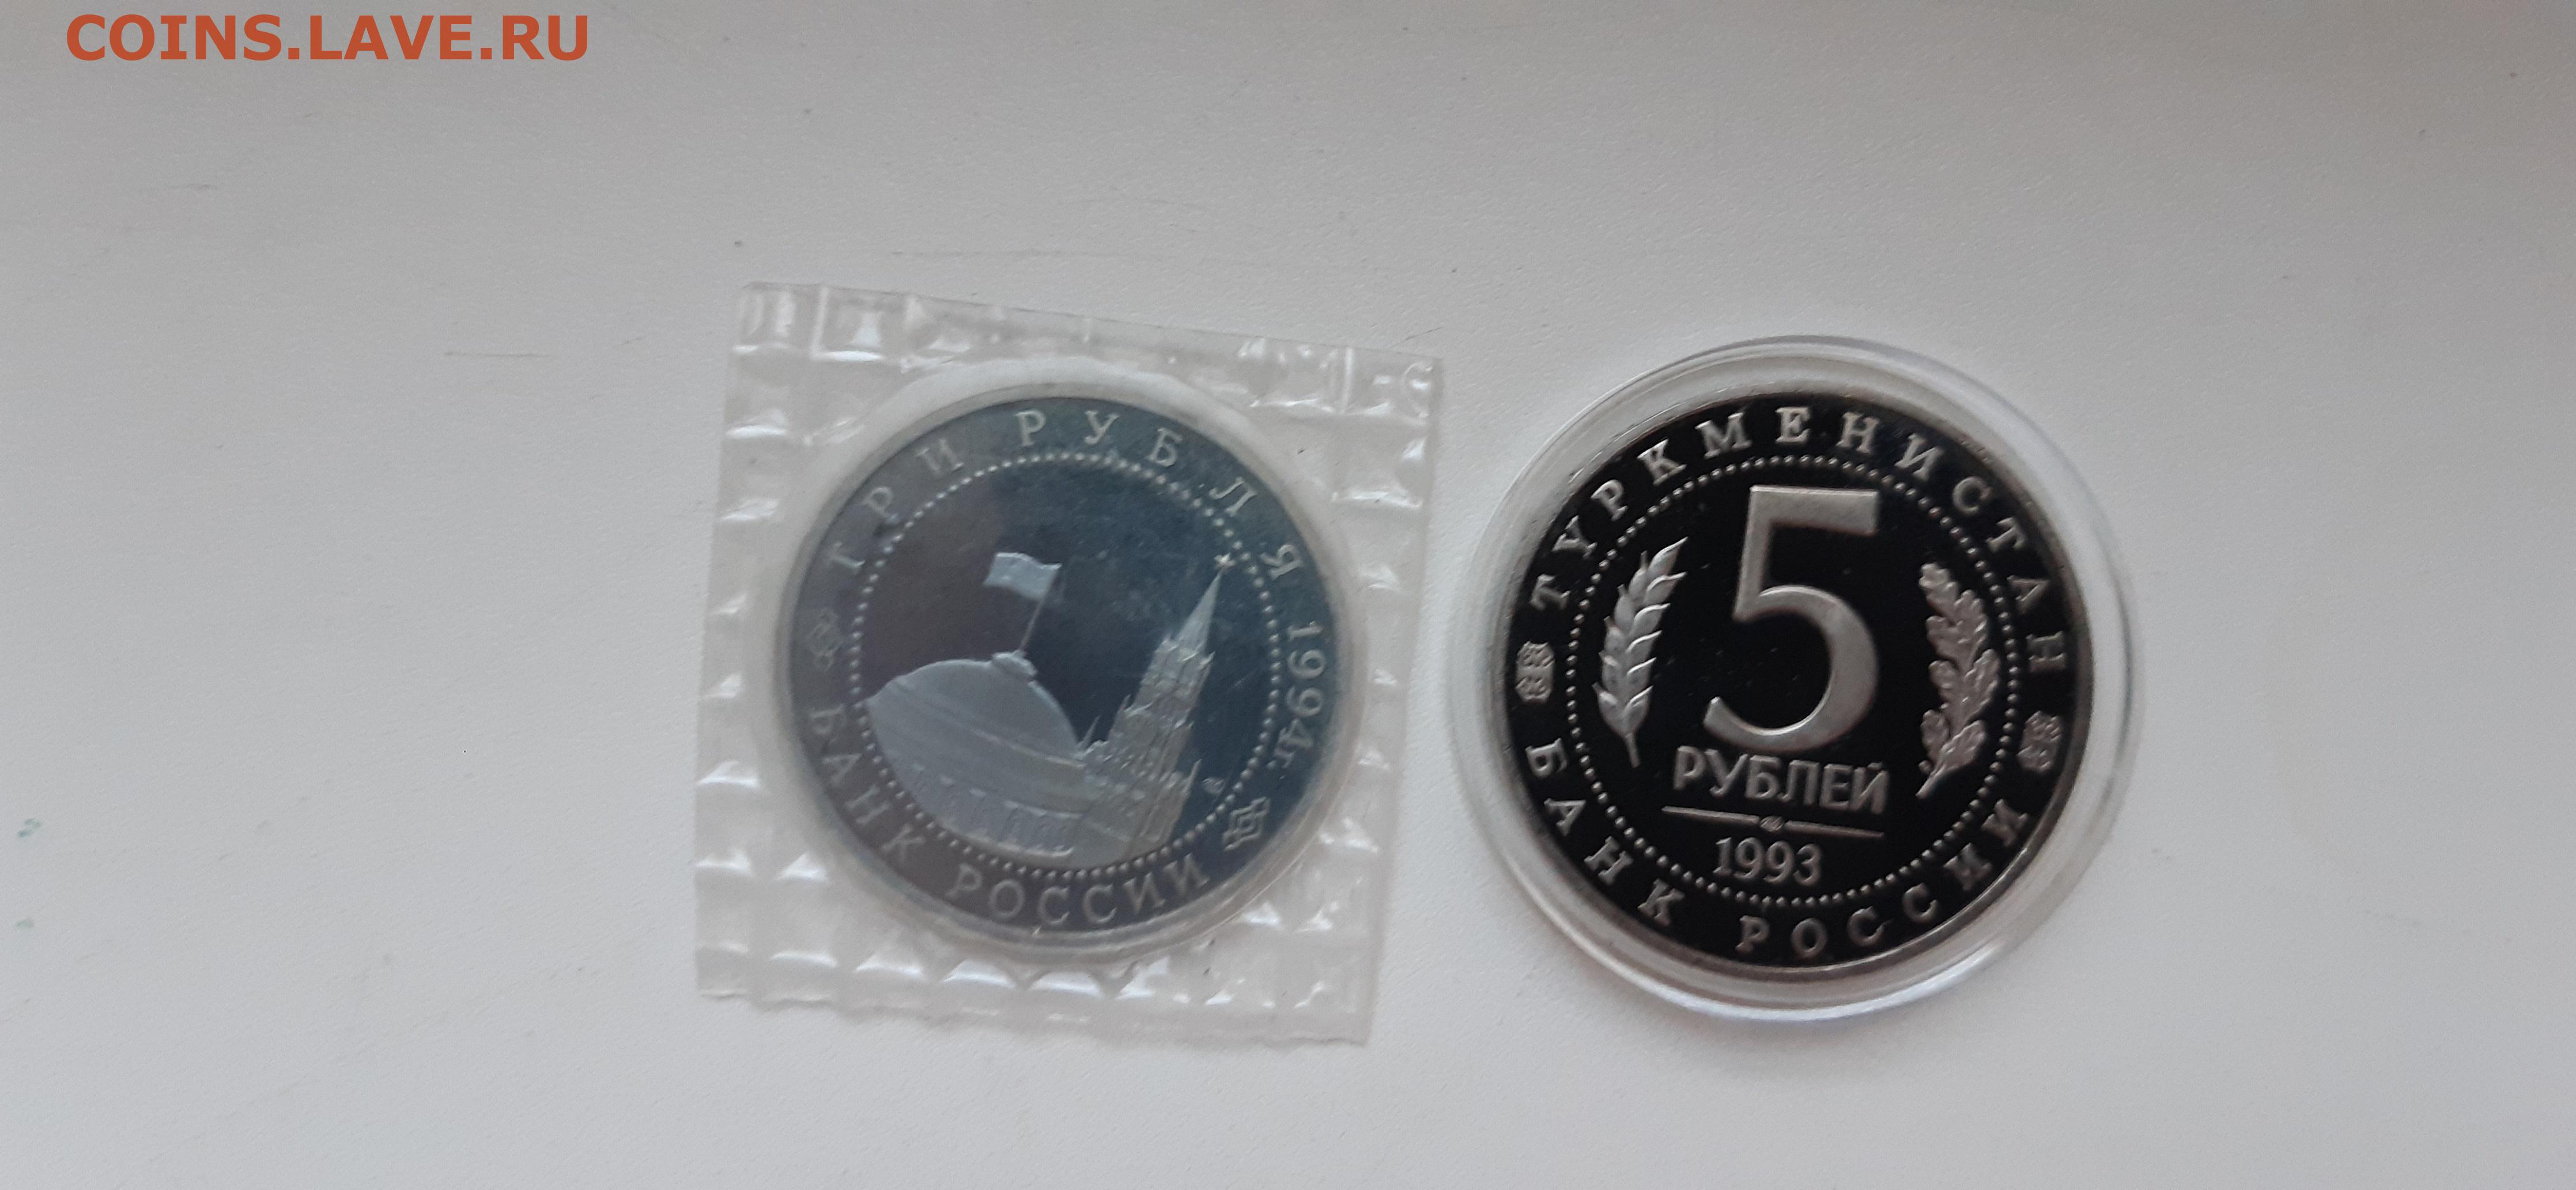 COINS.LAVE.RU
ТРИ РУБЛЯ 1994г.
БАНК РОССИИ
ТУРКМЕНИСТАН
5
РУБЛЕЙ
1993
БАНК РОССИИ